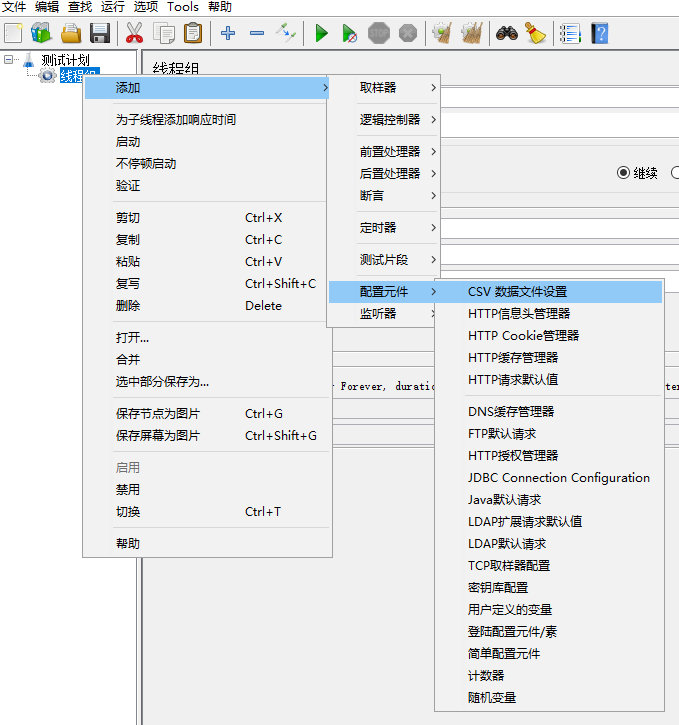 文件 编辑 查找 运行 选项 Tools 帮助
测试计划
线程组
线程组
继续
添加
为子线程添加响应时间
启动
不停顿启动
验证
剪切 Ctrl+X
复制 Ctrl+C
粘贴 Ctrl+V
复写 Ctrl+Shift+C
删除 Delete
打开...
合并
选中部分保存为...
保存节点为图片 Ctrl+G
保存屏幕为图片 Ctrl+Shift+G
启用
禁用
切换 Ctrl+T
帮助
取样器
逻辑控制器
前置处理器
后置处理器
断言
定时器
测试片段
配置元件
监听器
Forever, duratio
CSV 数据文件设置
HTTP信息头管理器
HTTP Cookie管理器
HTTP缓存管理器
HTTP请求默认值
DNS缓存管理器
FTP默认请求
HTTP授权管理器
JDBC Connection Configuration
Java默认请求
LDAP扩展请求默认值
LDAP默认请求
TCP取样器配置
密钥库配置
用户定义的变量
登陆配置元件/素
简单配置元件
计数器
随机变量